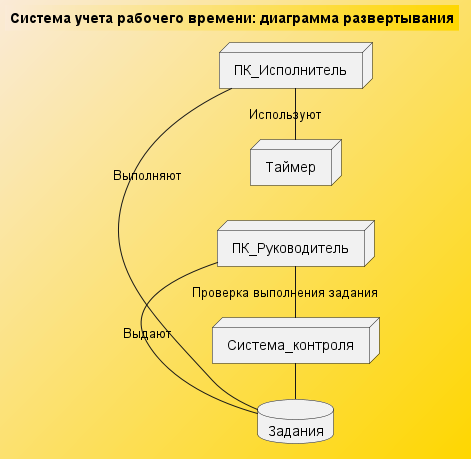 Система учета рабочего времени: диаграмма развертывания
ПК_Исполнитель
Используют
Таймер
Выполняют
ПК_Руководитель
Проверка выполнения задания
Выдают
Система_контроля
Задания